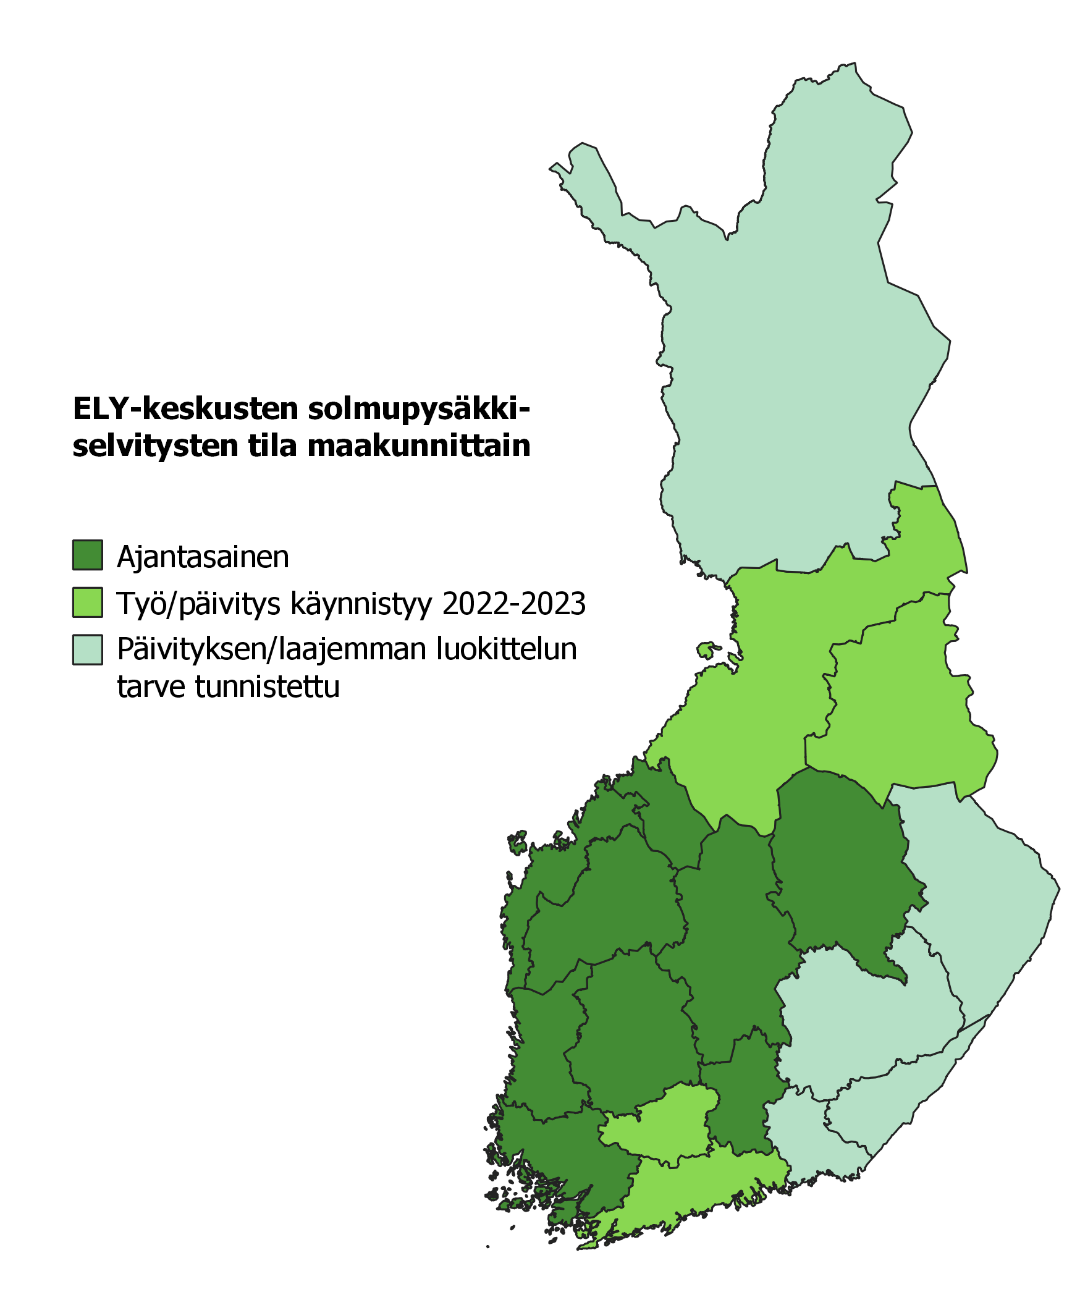 ELY-keskusten solmupysäkki-
selvitysten tila maakunnittain
Ajantasainen
Työ/päivitys käynnistyy 2022-2023
Päivityksen/laajemman luokittelun
tarve tunnistettu